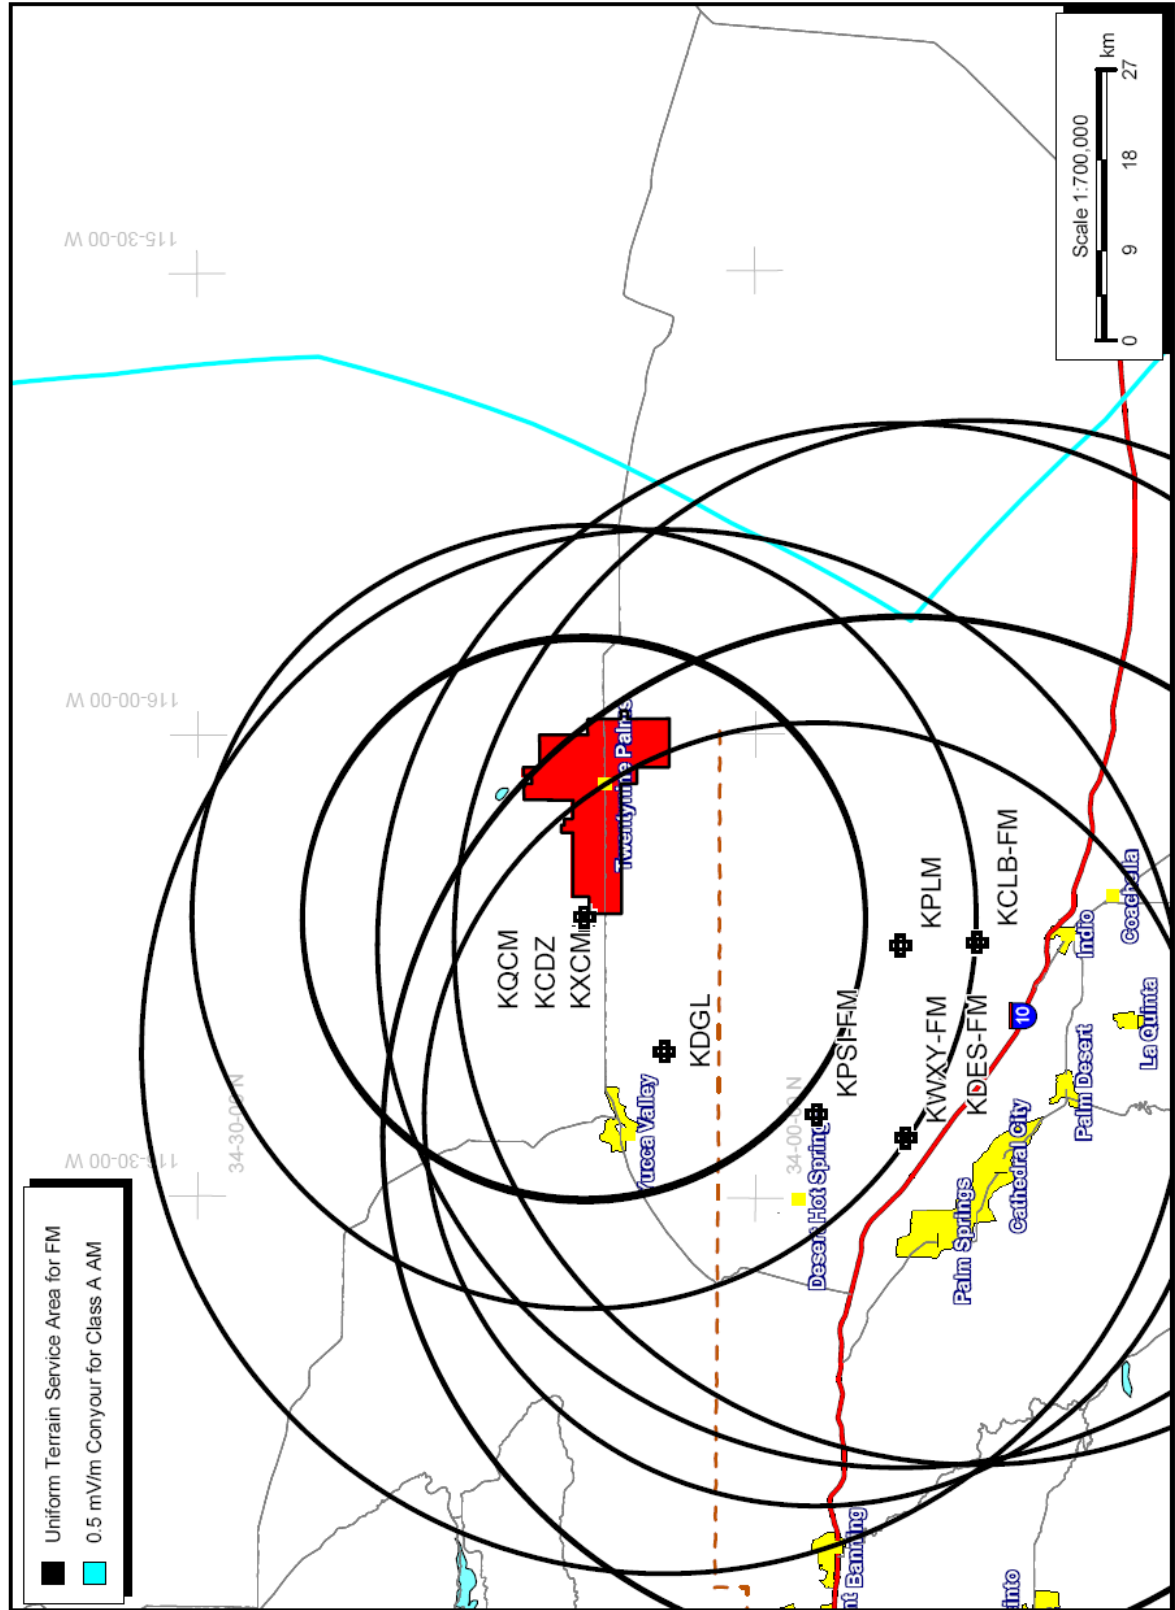 Uniform Terrain Service Area for FM
0.5 mV/m Conyour for Class A AM
116-30-00 W
116-00-00 W
115-30-00 W
34-30-00 N
34-00-00 N
KQCM
KCDZ
KXCM
Twentynine Palms
Yucca Valley
KDGL
KPSI-FM
KPLM
KWXY-FM
KDES-FM
KCLB-FM
Desert Hot Spring
Palm Springs
Cathedral City
Palm Desert
Indio
Coachella
La Quinta
10
nt Banning
into
Scale 1:700,000
0 9 18 27
km